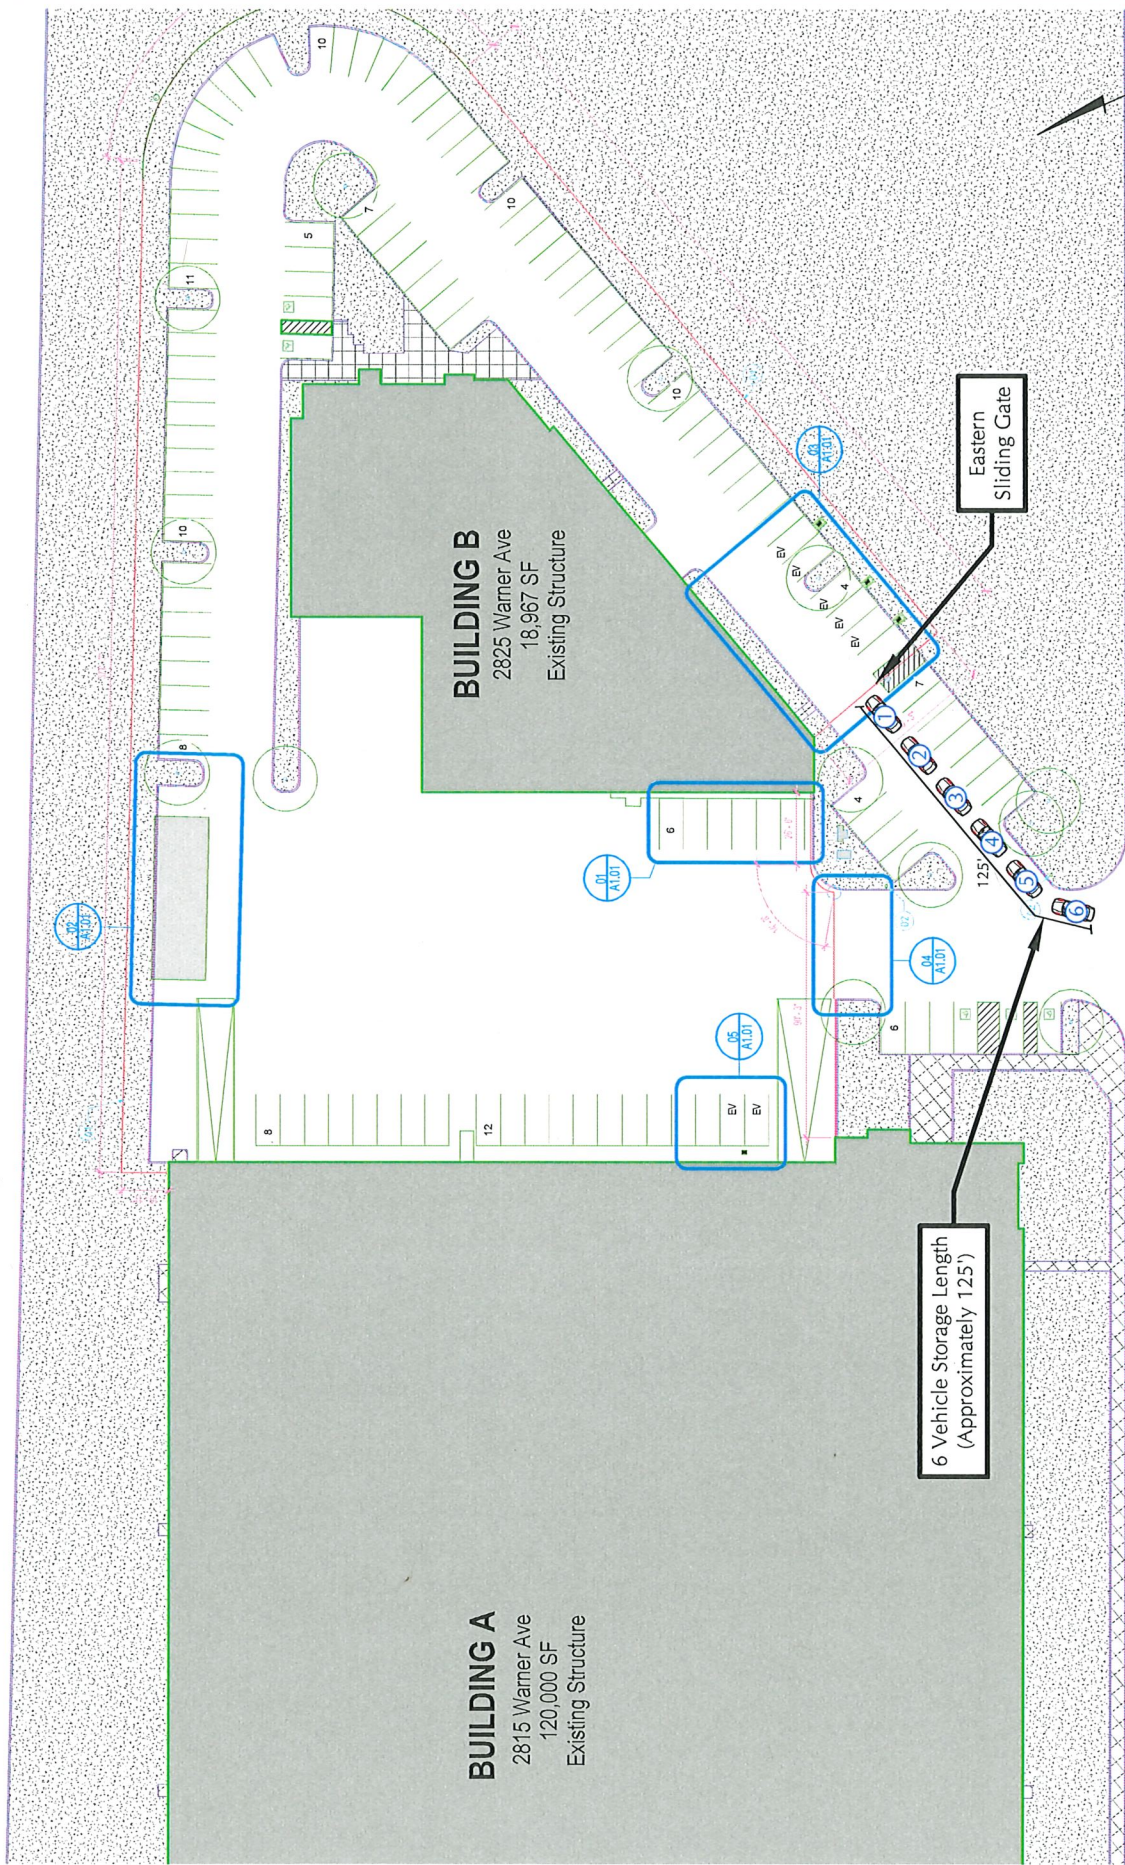 BUILDING A
2815 Warner Ave
120,000 SF
Existing Structure
BUILDING B
2825 Warner Ave
18,967 SF
Existing Structure
6 Vehicle Storage Length
(Approximately 125')
Eastern
Sliding Gate
125'
1
2
3
4
5
6
01
A1.01
02
A1.01
03
A1.01
04
A1.01
05
A1.01
8
12
6
6
8
10
11
5
7
10
10
10
4
7
4
EV
EV
EV
EV
EV
EV
EV